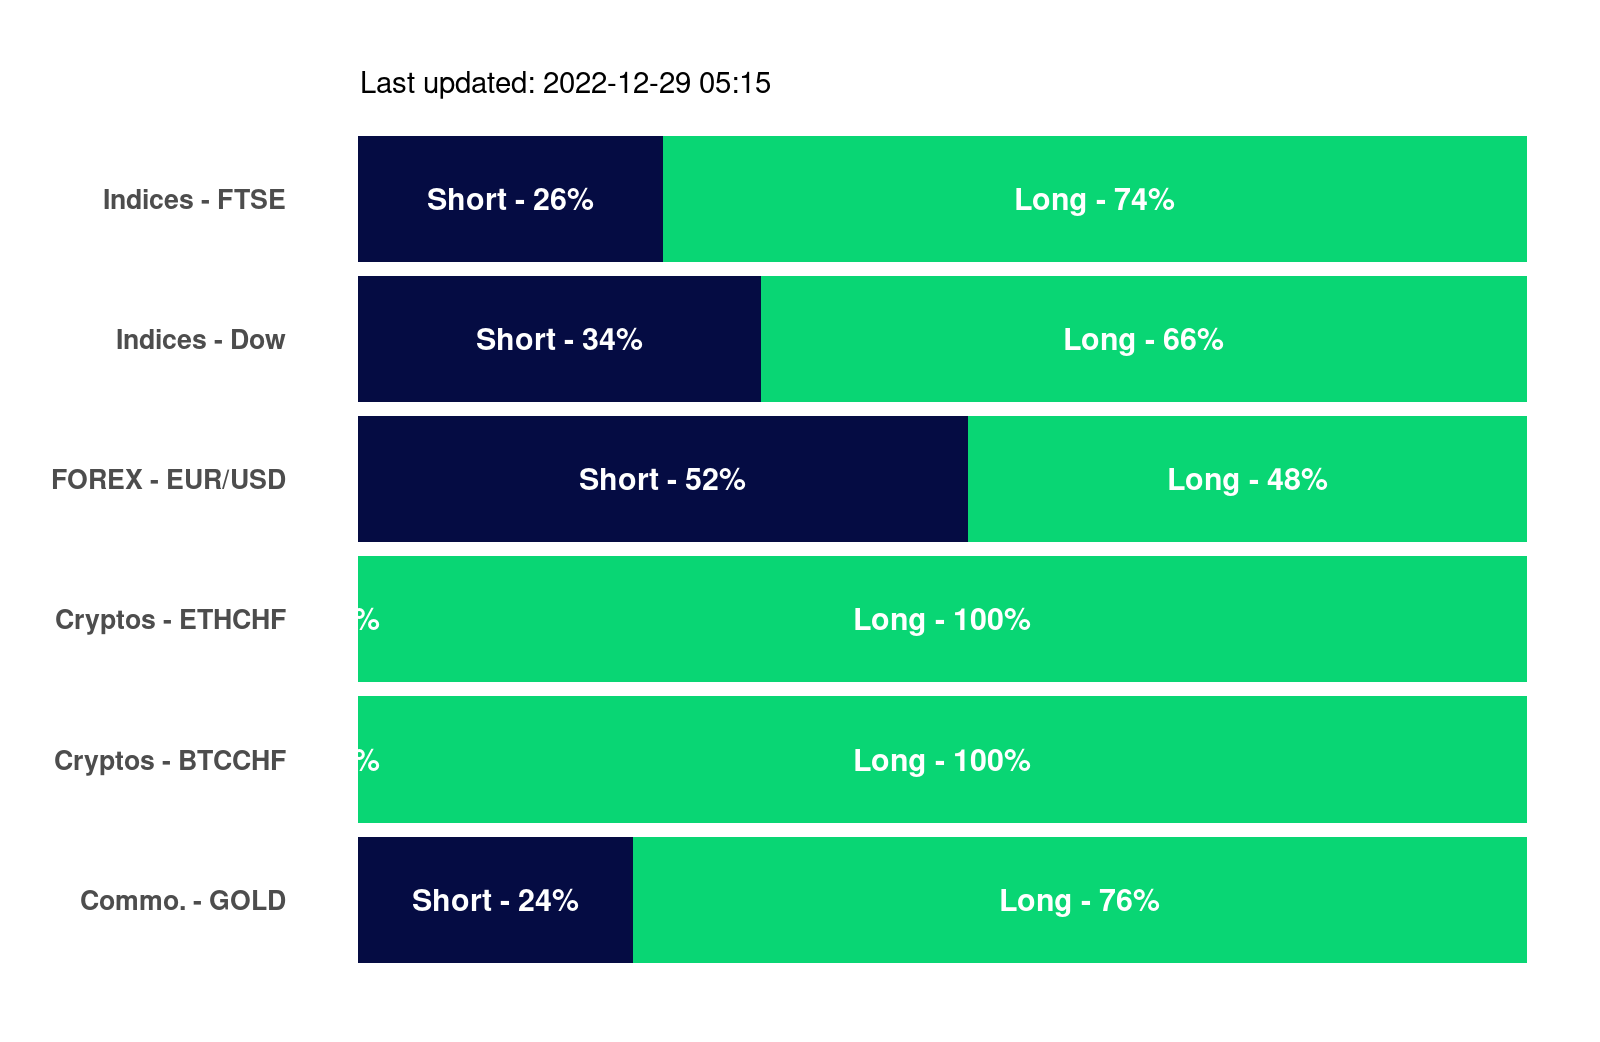 Last updated: 2022-12-29 05:15
Indices - FTSE Short - 26% Long - 74%
Indices - Dow Short - 34% Long - 66%
FOREX - EUR/USD Short - 52% Long - 48%
Cryptos - ETHCHF % Long - 100%
Cryptos - BTCCHF % Long - 100%
Commo. - GOLD Short - 24% Long - 76%